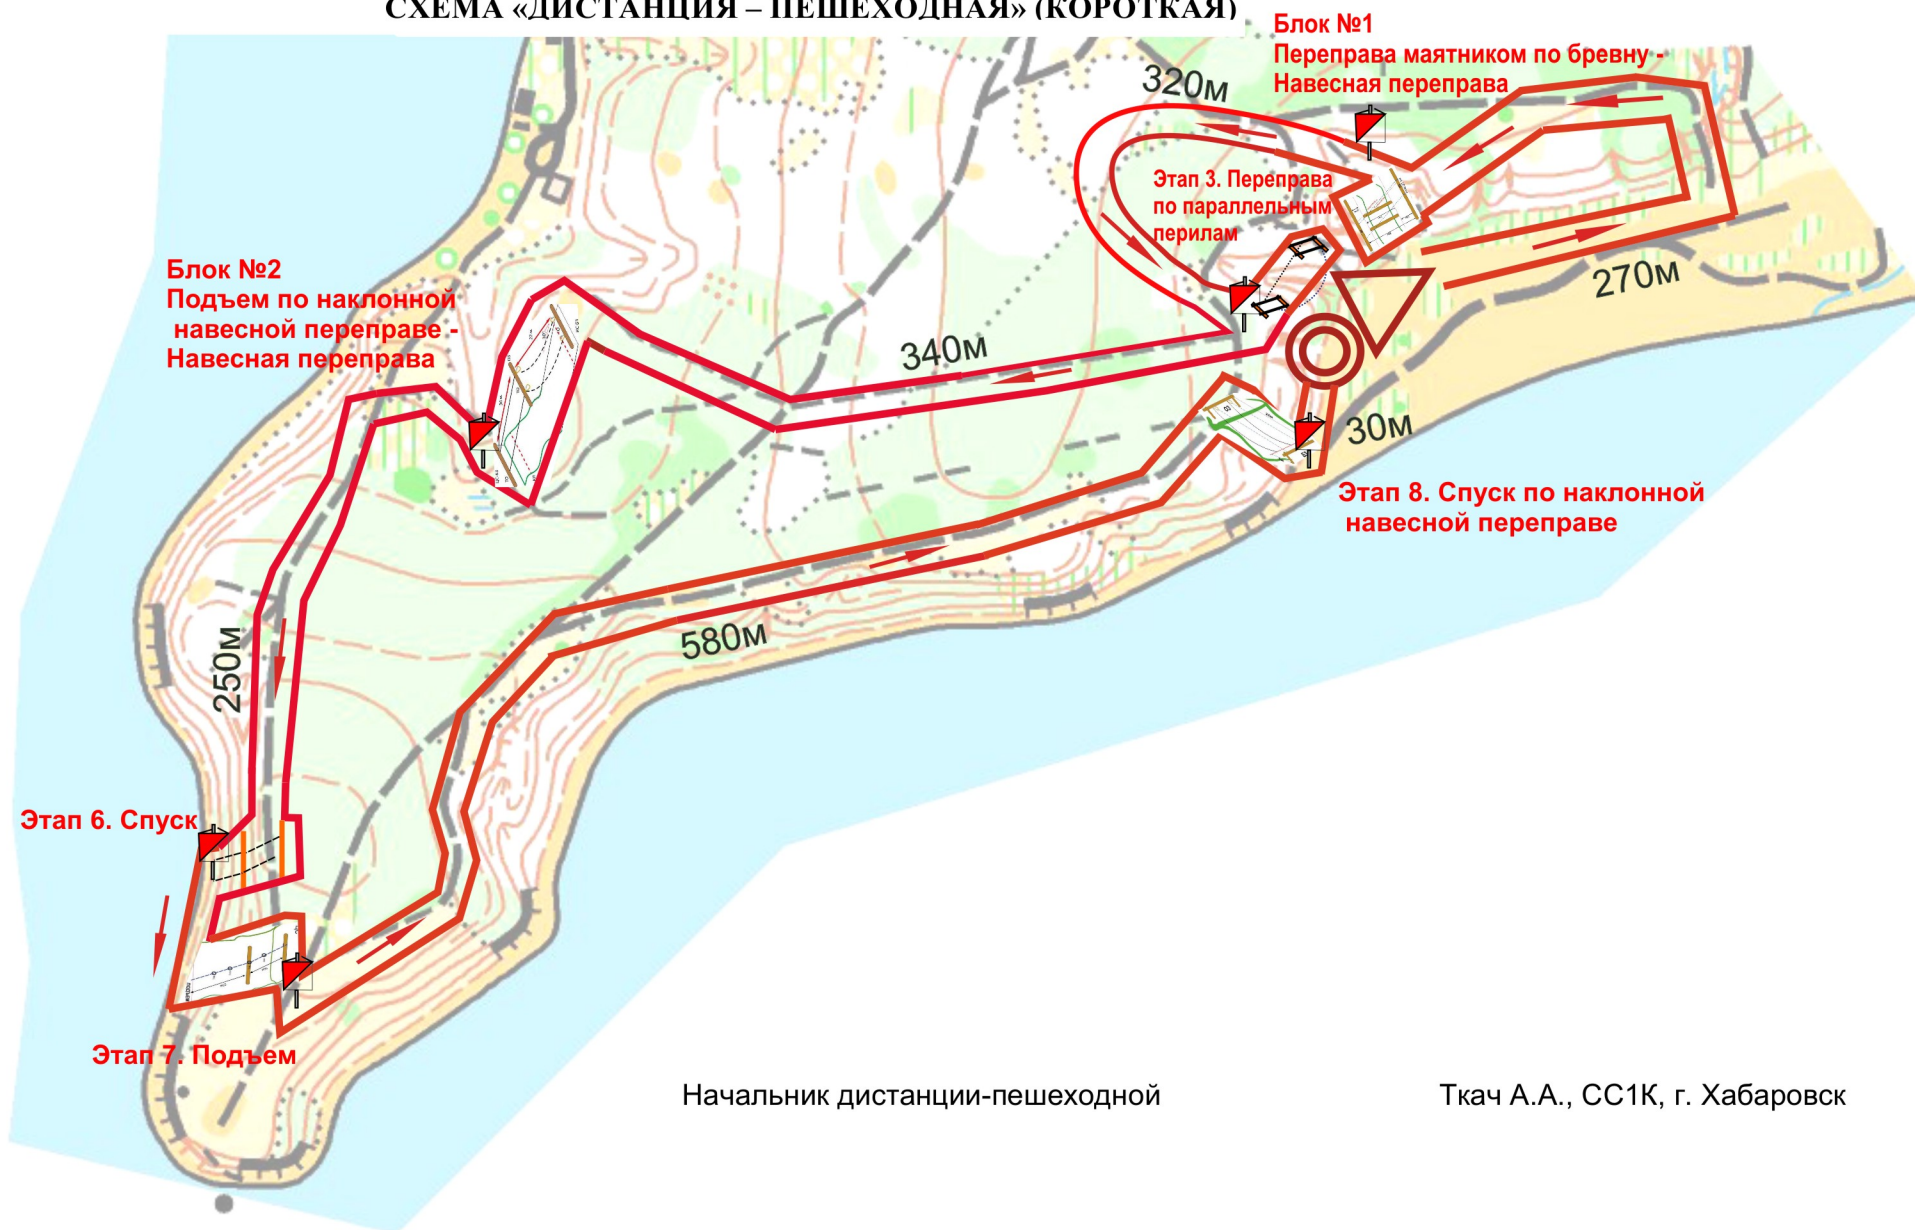 СХЕМА «ДИСТАНЦИЯ – ПЕШЕХОДНАЯ» (КОРОТКАЯ)
Блок №1
Переправа маятником по бревну -
Навесная переправа
320м
Этап 3. Переправа
по параллельным
перилам
270м
Блок №2
Подъем по наклонной
навесной переправе -
Навесная переправа
340м
30м
Этап 8. Спуск по наклонной
навесной переправе
580м
250м
Этап 6. Спуск
Этап 7. Подъем
Начальник дистанции-пешеходной
Ткач А.А., СС1К, г. Хабаровск